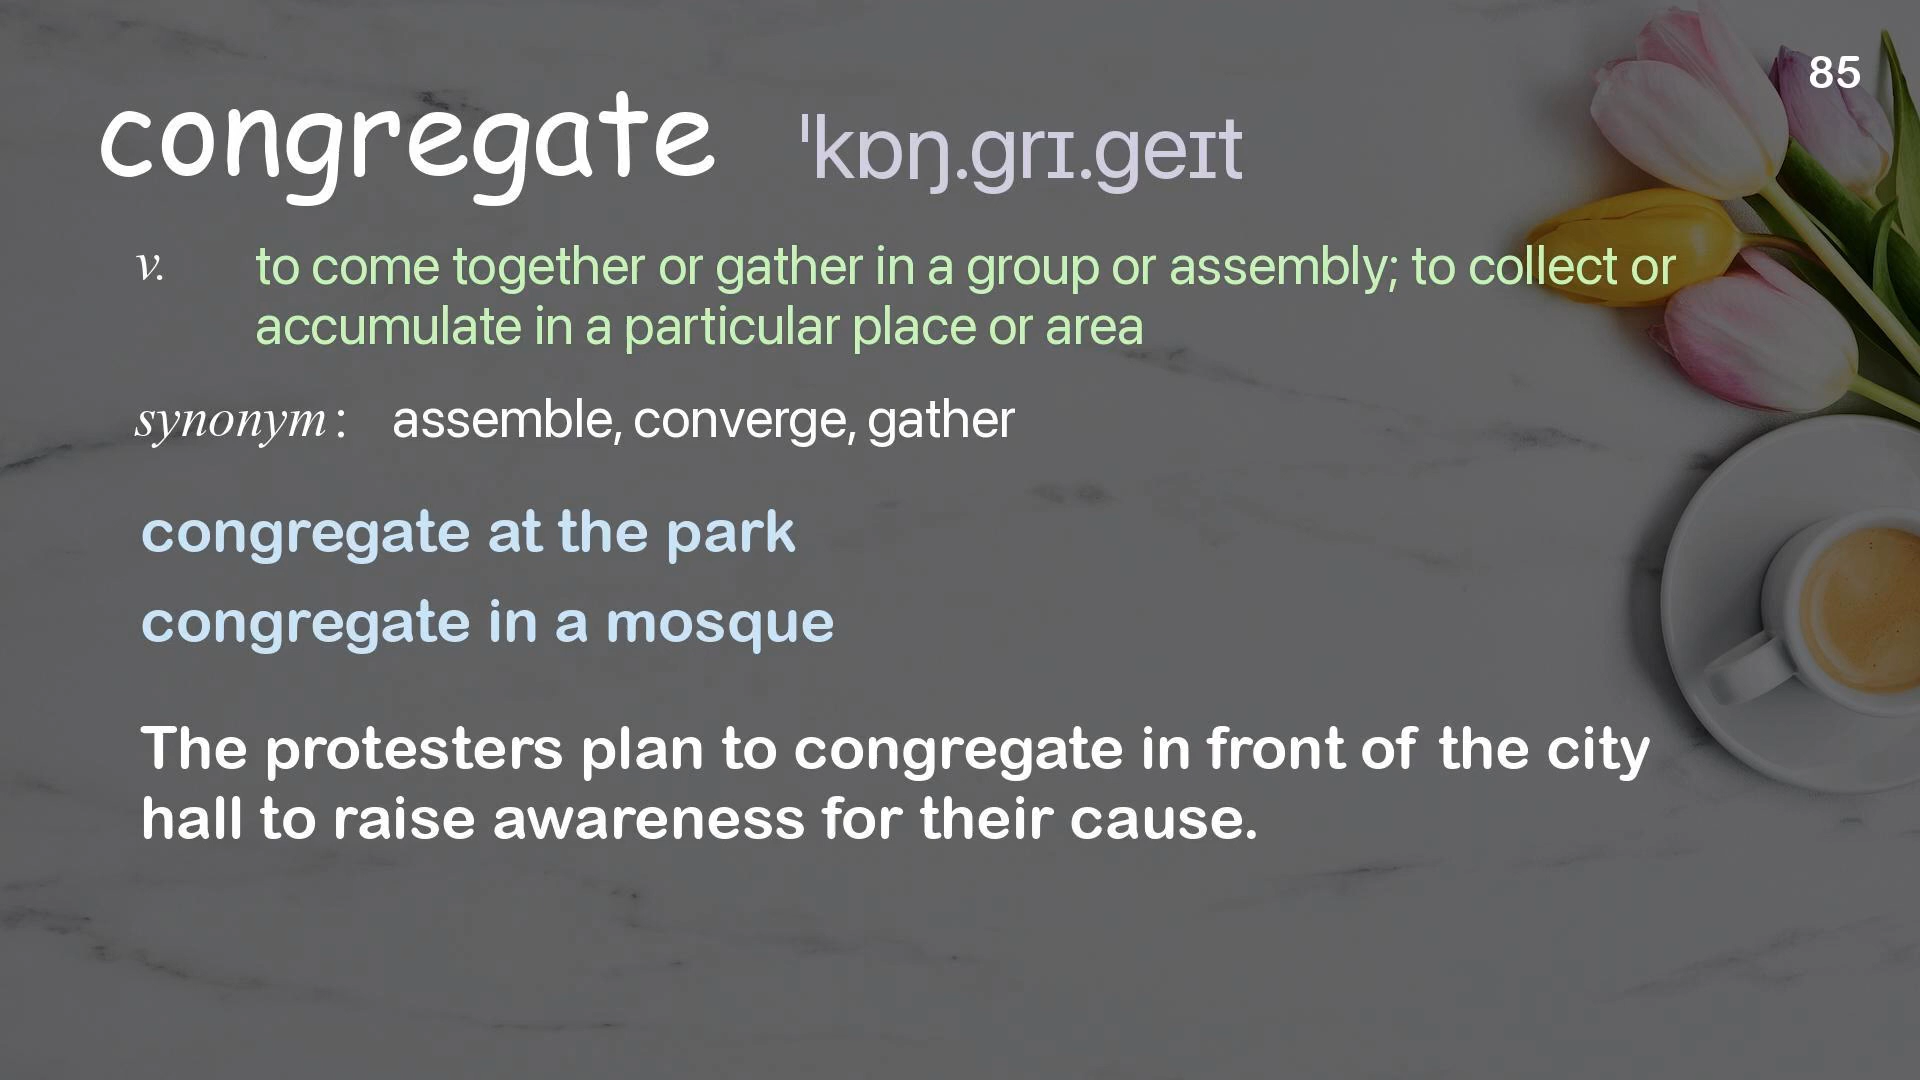 85
congregate ˈkɒŋ.ɡrɪ.ɡeɪt
v. to come together or gather in a group or assembly; to collect or
accumulate in a particular place or area
synonym: assemble, converge, gather
congregate at the park
congregate in a mosque
The protesters plan to congregate in front of the city
hall to raise awareness for their cause.